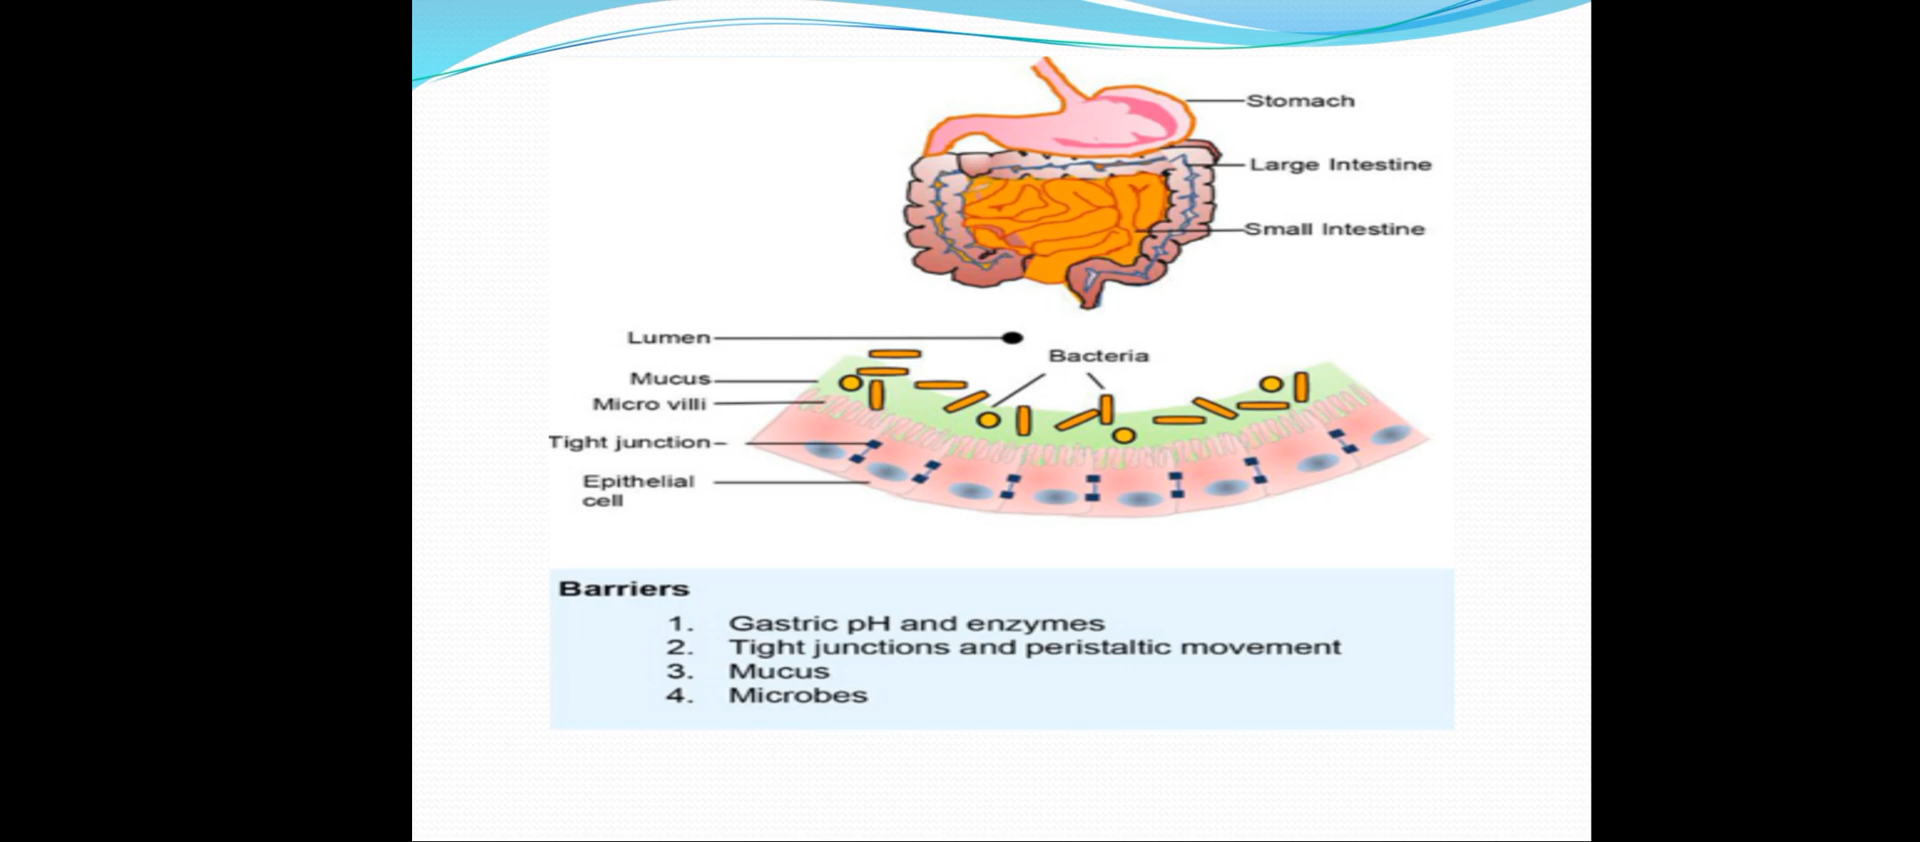 Stomach
Large Intestine
Small Intestine
Lumen
Bacteria
Mucus
Micro villi
Tight junction
Epithelial
cell
Barriers
1. Gastric pH and enzymes
2. Tight junctions and peristaltic movement
3. Mucus
4. Microbes